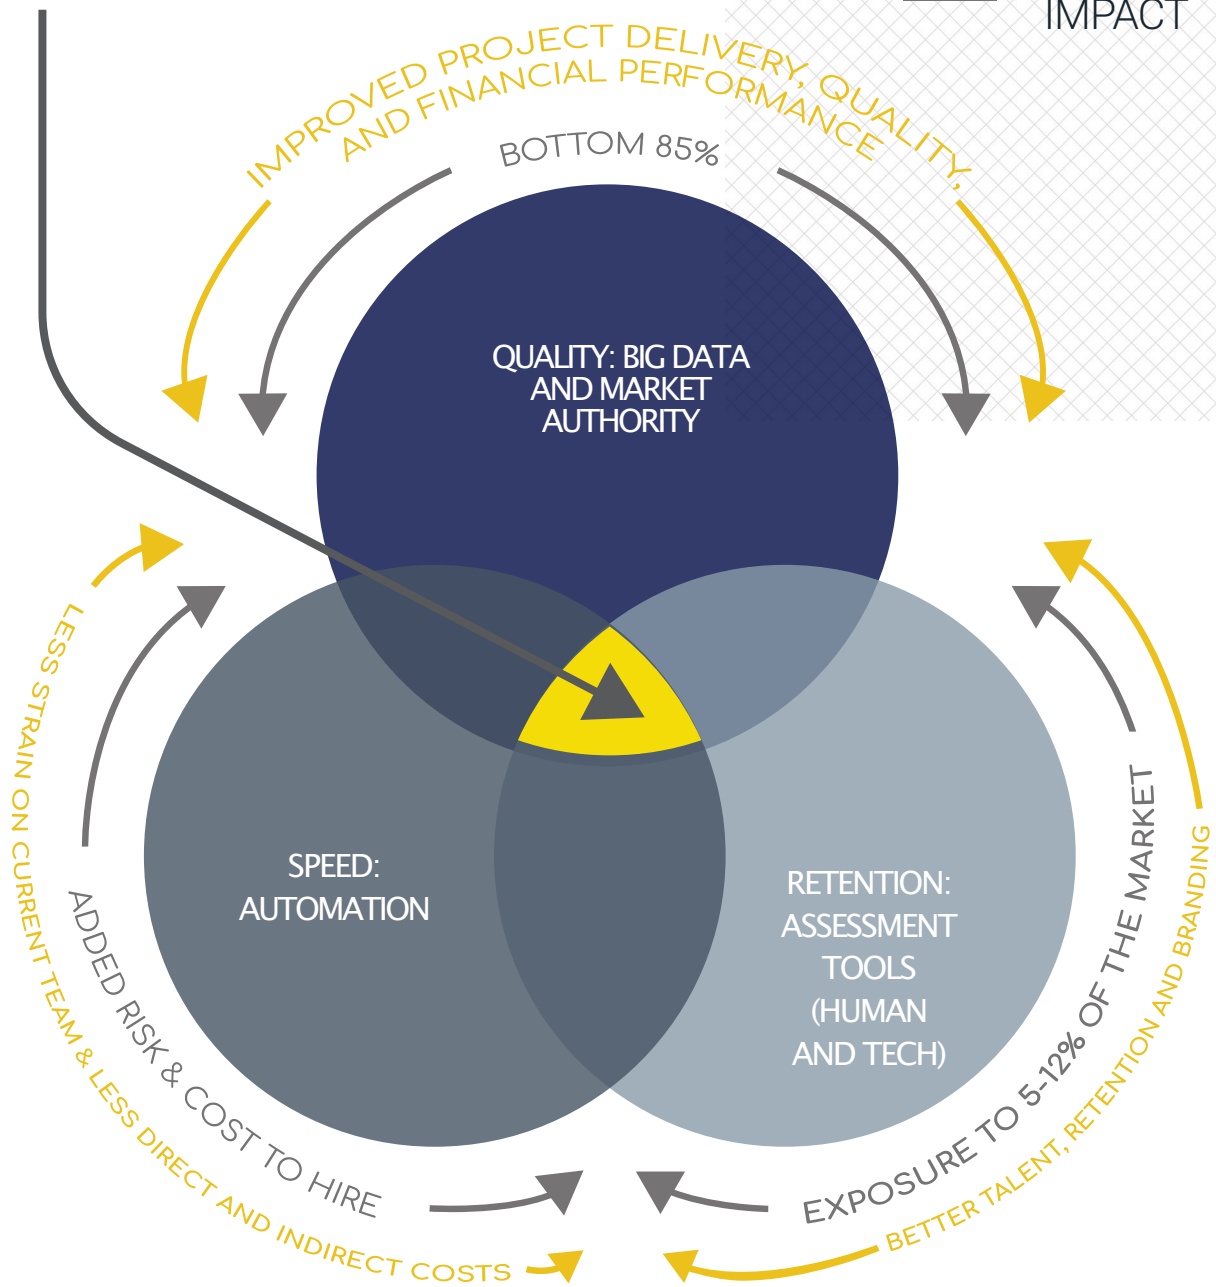 IMPACT
IMPROVED PROJECT DELIVERY, QUALITY,
AND FINANCIAL PERFORMANCE
BOTTOM 85%
QUALITY: BIG DATA
AND MARKET
AUTHORITY
SPEED:
AUTOMATION
RETENTION:
ASSESSMENT
TOOLS
(HUMAN
AND TECH)
LESS STRAIN ON CURRENT TEAM & LESS DIRECT AND INDIRECT COSTS
ADDED RISK & COST TO HIRE
EXPOSURE TO 5-12% OF THE MARKET
BETTER TALENT, RETENTION AND BRANDING